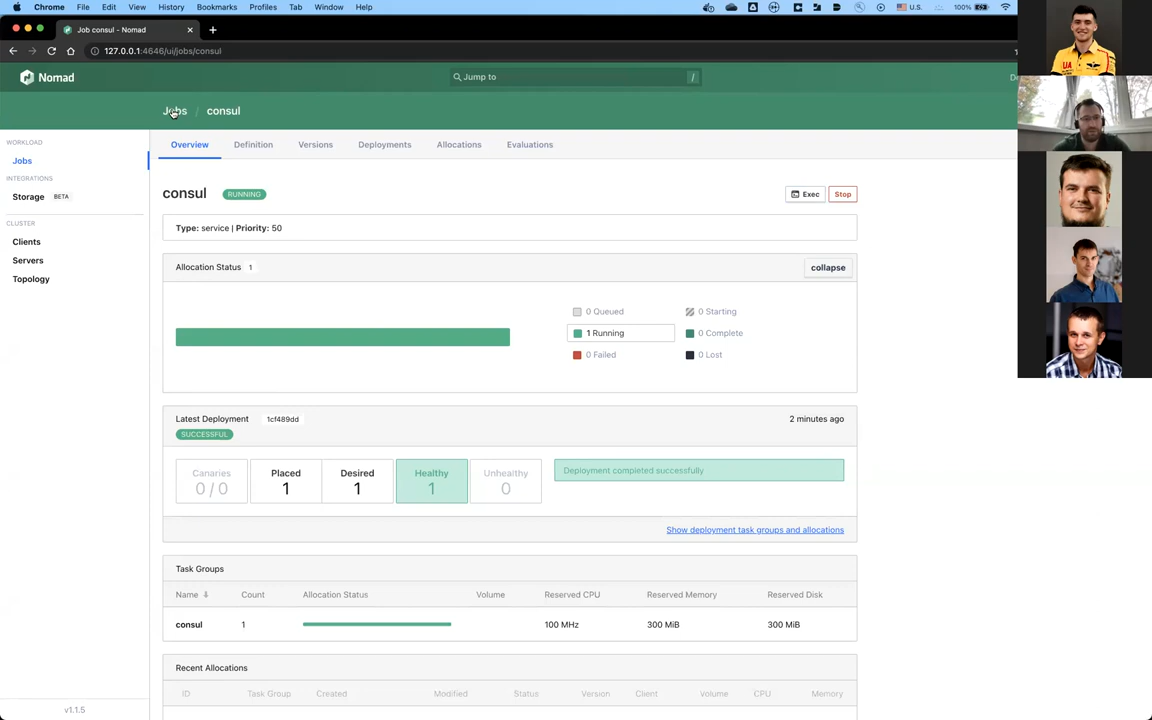 Chrome File Edit View History Bookmarks Profiles Tab Window Help U.S. 100%
Job consul - Nomad
127.0.0.1:4646/ui/jobs/consul
Nomad Jump to /
Jobs / consul
WORKLOAD
Jobs
INTEGRATIONS
Storage BETA
CLUSTER
Clients
Servers
Topology
v1.1.5
Overview Definition Versions Deployments Allocations Evaluations
consul RUNNING Exec Stop
Type: service | Priority: 50
Allocation Status 1 collapse
0 Queued 0 Starting
1 Running 0 Complete
0 Failed 0 Lost
Latest Deployment 1cf489dd 2 minutes ago
SUCCESSFUL
Canaries Placed Desired Healthy Unhealthy
0 / 0 1 1 1 0
Deployment completed successfully
Show deployment task groups and allocations
Task Groups
Name Count Allocation Status Volume Reserved CPU Reserved Memory Reserved Disk
consul 1 100 MHz 300 MiB 300 MiB
Recent Allocations
ID Task Group Created Modified Status Version Client Volume CPU Memory
UA